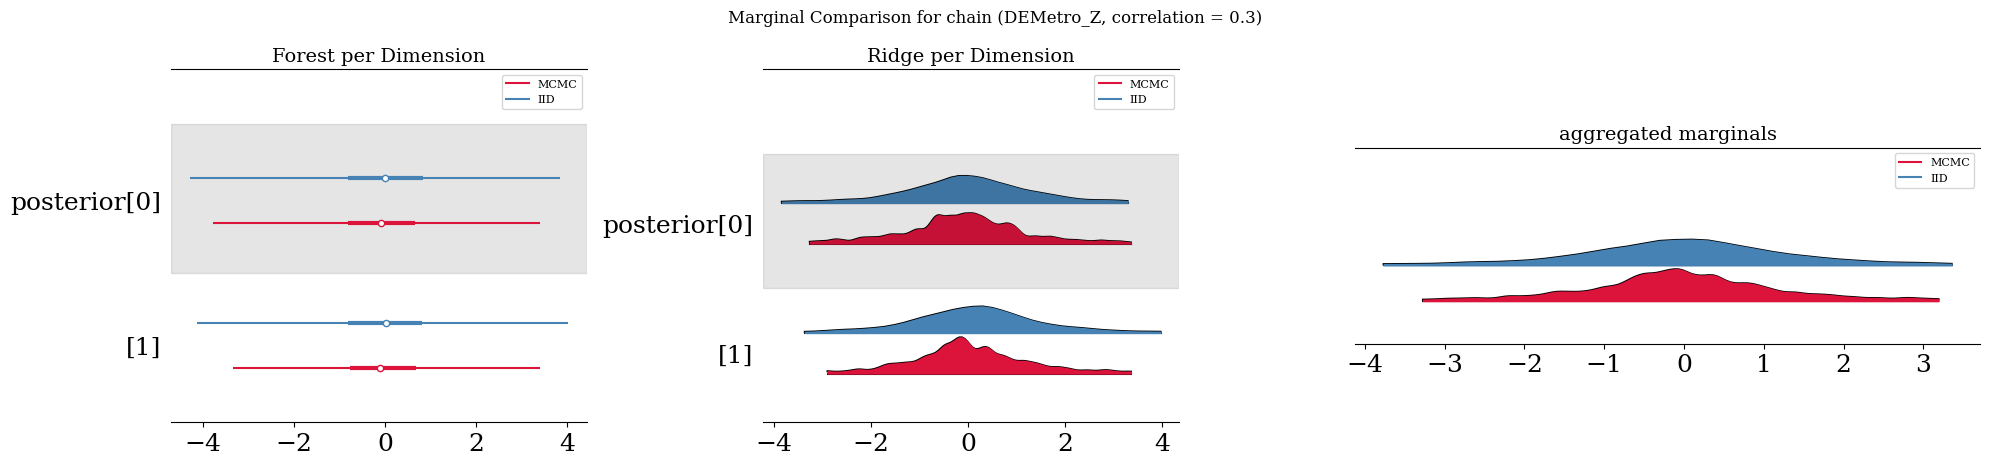 Marginal Comparison for chain (DEMetro_Z, correlation = 0.3)
Forest per Dimension
MCMC
IID
posterior[0]
[1]
−4 −2 0 2 4
Ridge per Dimension
MCMC
IID
posterior[0]
[1]
−4 −2 0 2 4
aggregated marginals
MCMC
IID
−4 −3 −2 −1 0 1 2 3